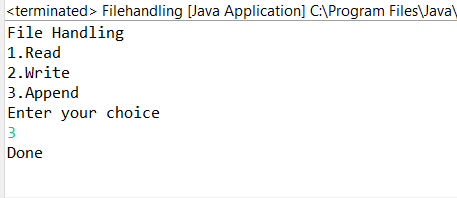 <terminated> Filehandling [Java Application] C:\Program Files\Java\
File Handling
1.Read
2.Write
3.Append
Enter your choice
3
Done